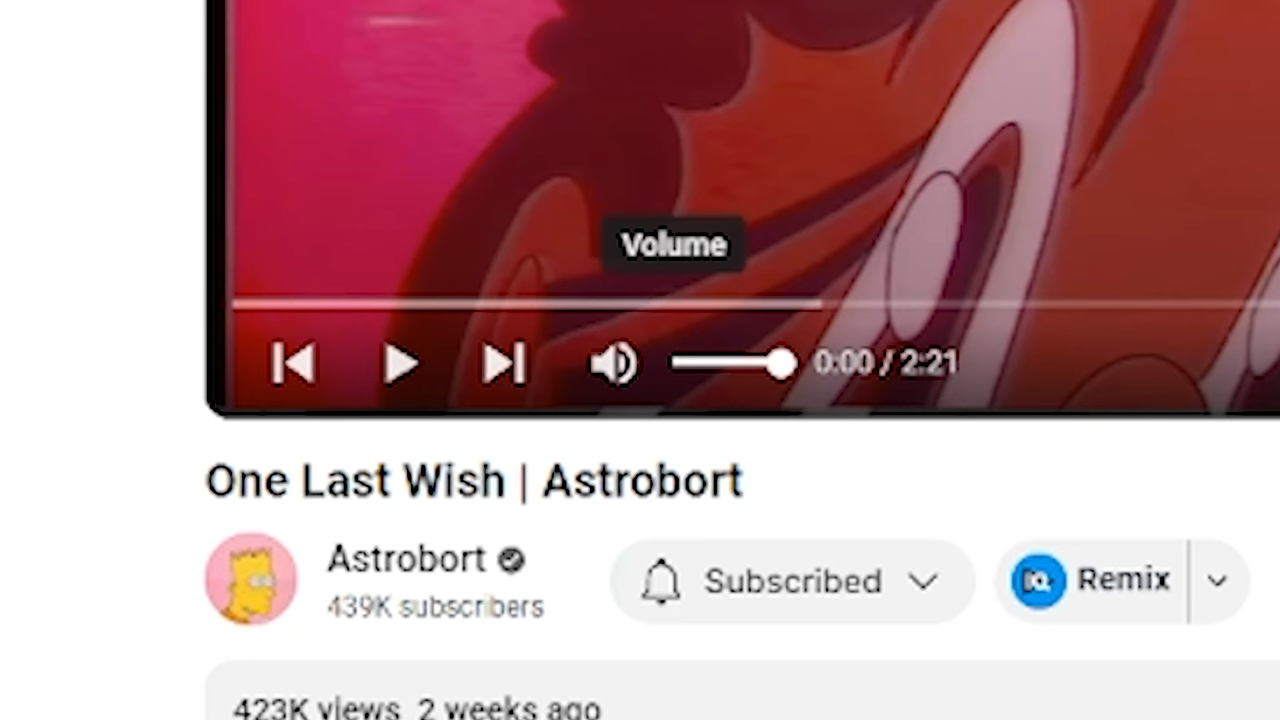 Volume
0:00 / 2:21
One Last Wish | Astrobort
Astrobort
439K subscribers
Subscribed
Remix
423K views 2 weeks ago